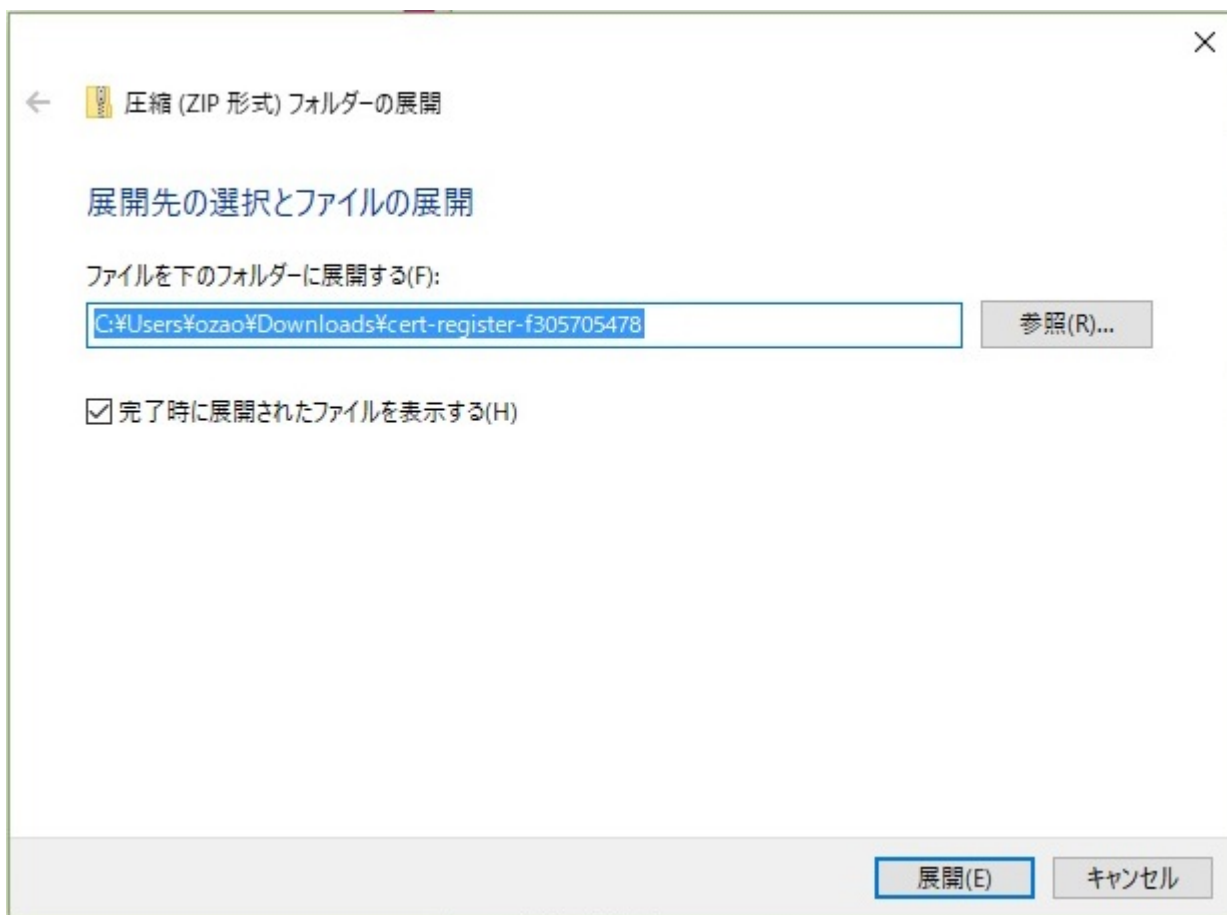 圧縮 (ZIP 形式) フォルダーの展開
展開先の選択とファイルの展開
ファイルを下のフォルダーに展開する(F):
C:¥Users¥ozao¥Downloads¥cert-register-f305705478
参照(R)...
完了時に展開されたファイルを表示する(H)
展開(E)
キャンセル